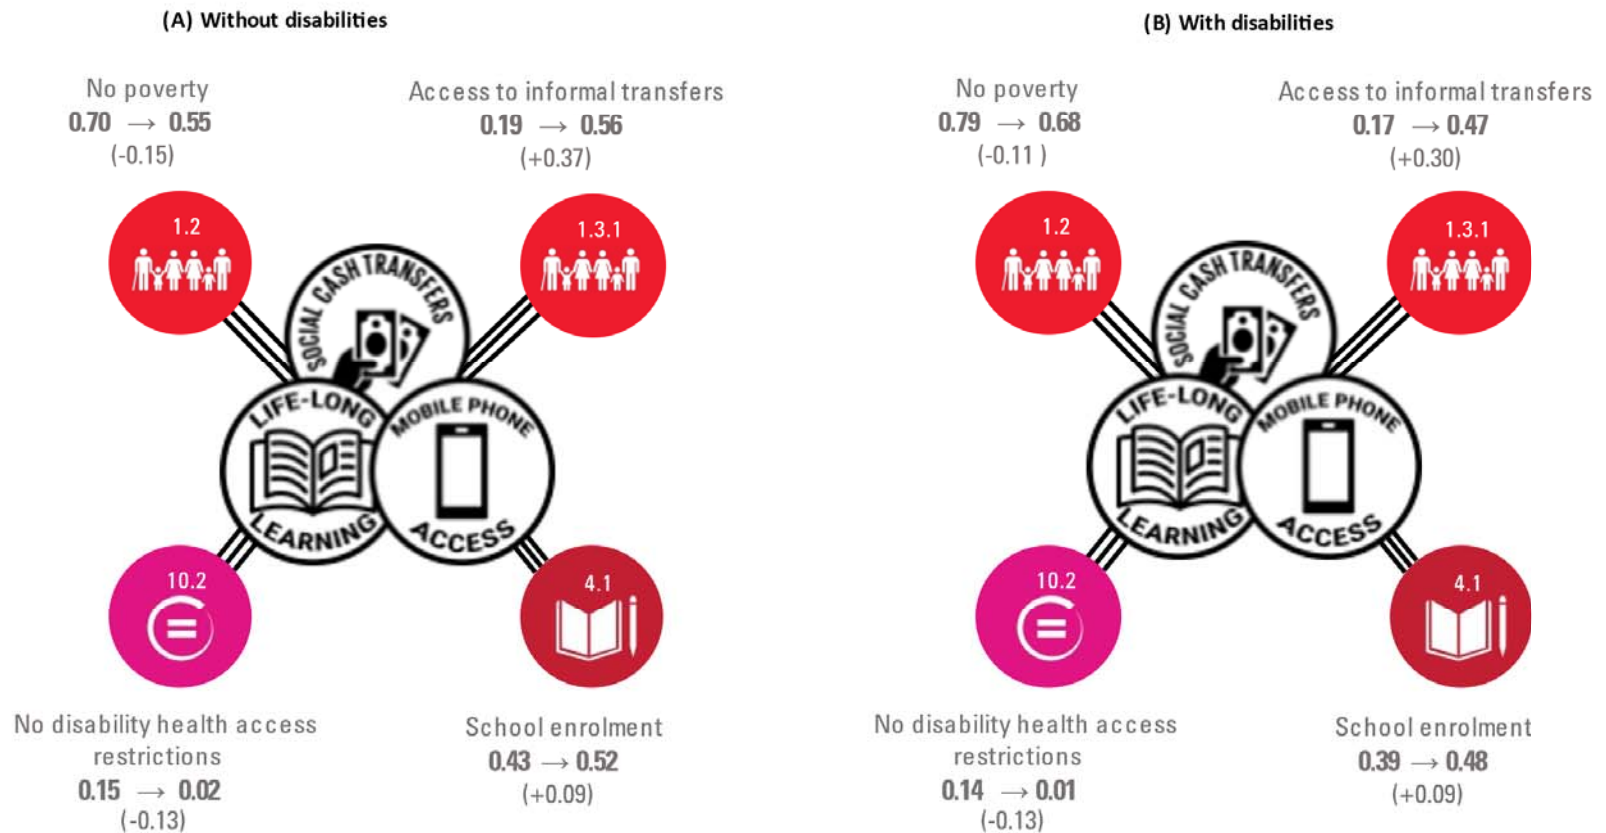 (A) Without disabilities
No poverty
0.70 → 0.55
(-0.15)
Access to informal transfers
0.19 → 0.56
(+0.37)
1.2
1.3.1
SOCIAL CASH TRANSFERS
LIFE-LONG
LEARNING
MOBILE PHONE
ACCESS
10.2
4.1
No disability health access
restrictions
0.15 → 0.02
(-0.13)
School enrolment
0.43 → 0.52
(+0.09)
(B) With disabilities
No poverty
0.79 → 0.68
(-0.11 )
Access to informal transfers
0.17 → 0.47
(+0.30)
1.2
1.3.1
SOCIAL CASH TRANSFERS
LIFE-LONG
LEARNING
MOBILE PHONE
ACCESS
10.2
4.1
No disability health access
restrictions
0.14 → 0.01
(-0.13)
School enrolment
0.39 → 0.48
(+0.09)